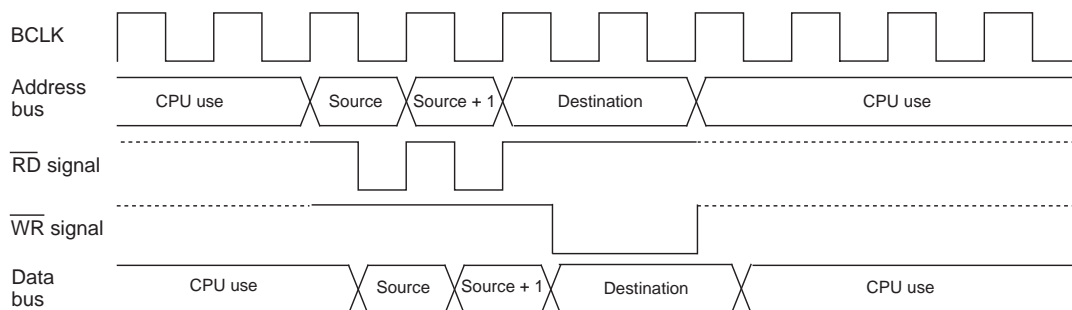 BCLK
Address bus
CPU use Source Source + 1 Destination CPU use
RD signal
WR signal
Data bus
CPU use Source Source + 1 Destination CPU use